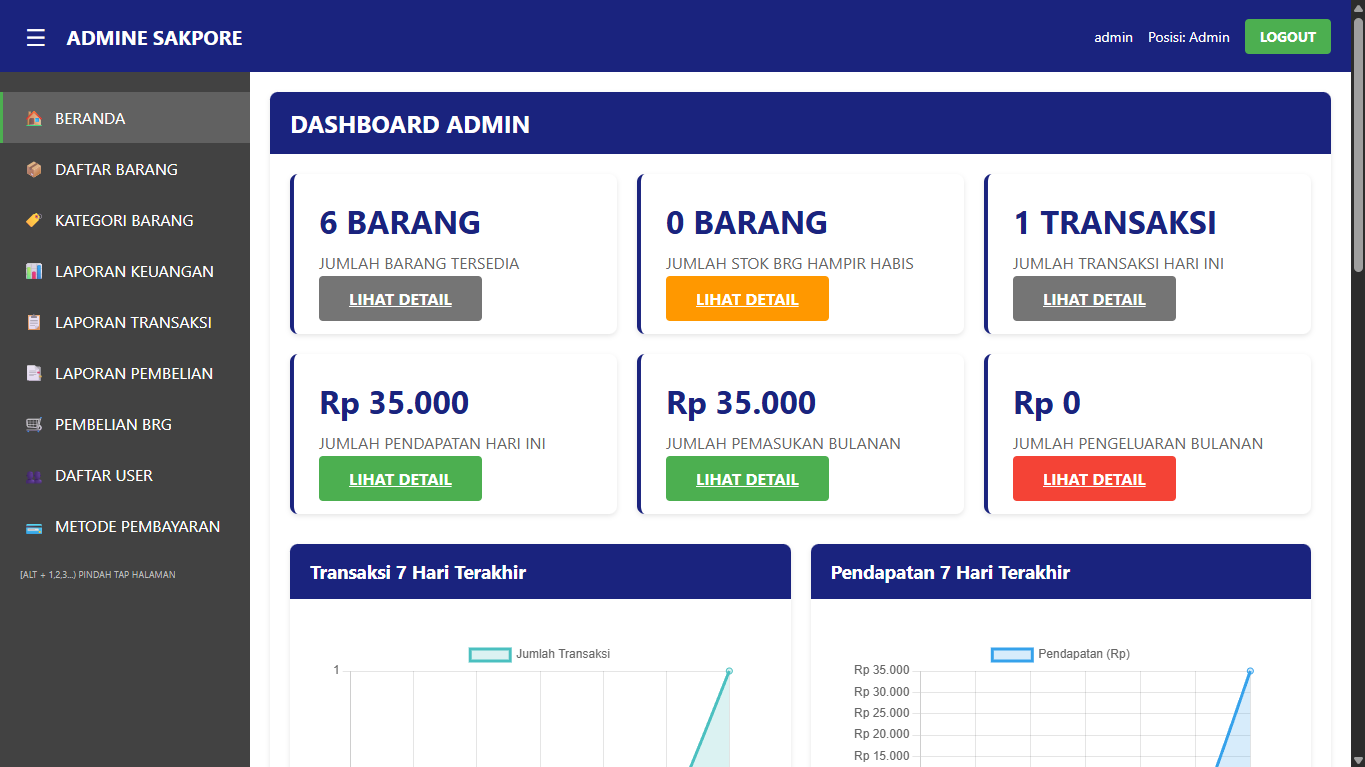 ☰ ADMINE SAKPORE
admin Posisi: Admin LOGOUT
BERANDA
DAFTAR BARANG
KATEGORI BARANG
LAPORAN KEUANGAN
LAPORAN TRANSAKSI
LAPORAN PEMBELIAN
PEMBELIAN BRG
DAFTAR USER
METODE PEMBAYARAN
[ALT + 1,2,3...) PINDAH TAP HALAMAN
DASHBOARD ADMIN
6 BARANG
JUMLAH BARANG TERSEDIA
LIHAT DETAIL
0 BARANG
JUMLAH STOK BRG HAMPIR HABIS
LIHAT DETAIL
1 TRANSAKSI
JUMLAH TRANSAKSI HARI INI
LIHAT DETAIL
Rp 35.000
JUMLAH PENDAPATAN HARI INI
LIHAT DETAIL
Rp 35.000
JUMLAH PEMASUKAN BULANAN
LIHAT DETAIL
Rp 0
JUMLAH PENGELUARAN BULANAN
LIHAT DETAIL
Transaksi 7 Hari Terakhir
Jumlah Transaksi
1
Pendapatan 7 Hari Terakhir
Pendapatan (Rp)
Rp 35.000
Rp 30.000
Rp 25.000
Rp 20.000
Rp 15.000